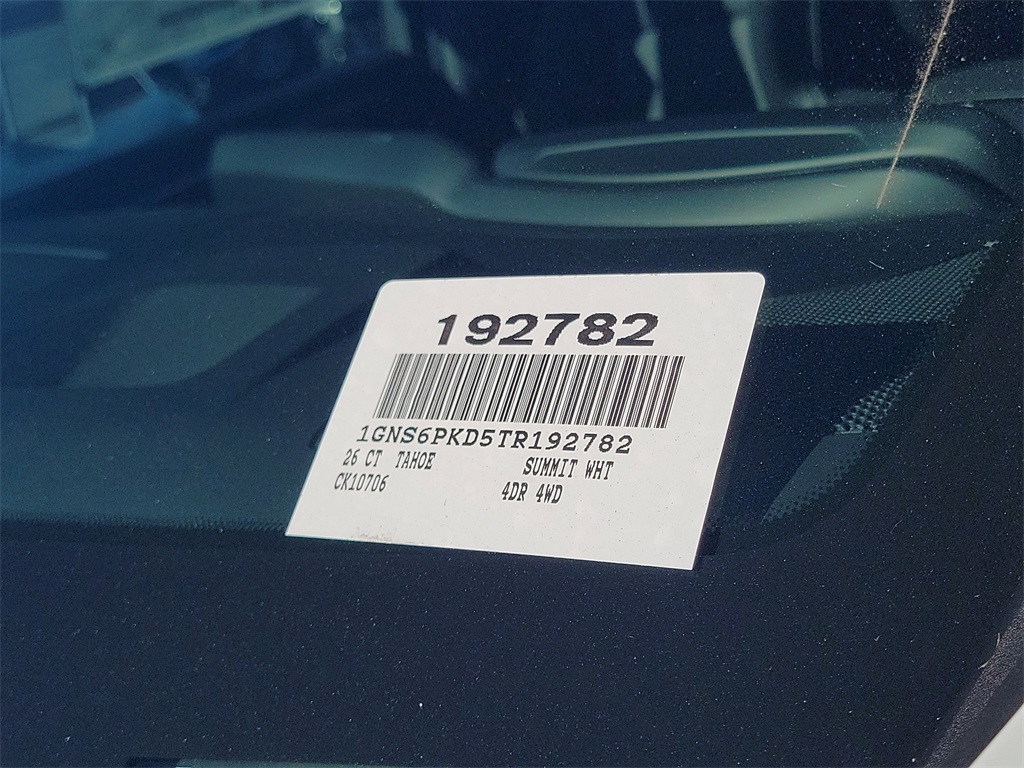 192782
1GNS6PKD5TR192782
26 CT TAHOE SUMMIT WHT
CK10706 4DR 4WD